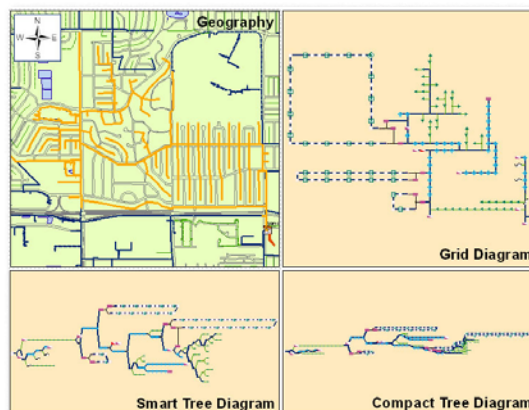 Geography
N
W E
S
Grid Diagram
Smart Tree Diagram
Compact Tree Diagram